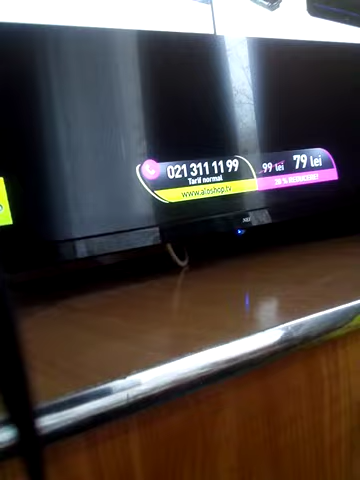 021 311 11 99
Tarif normal
www.aloshop.tv
99 lei 79 lei
20 % REDUCERE!